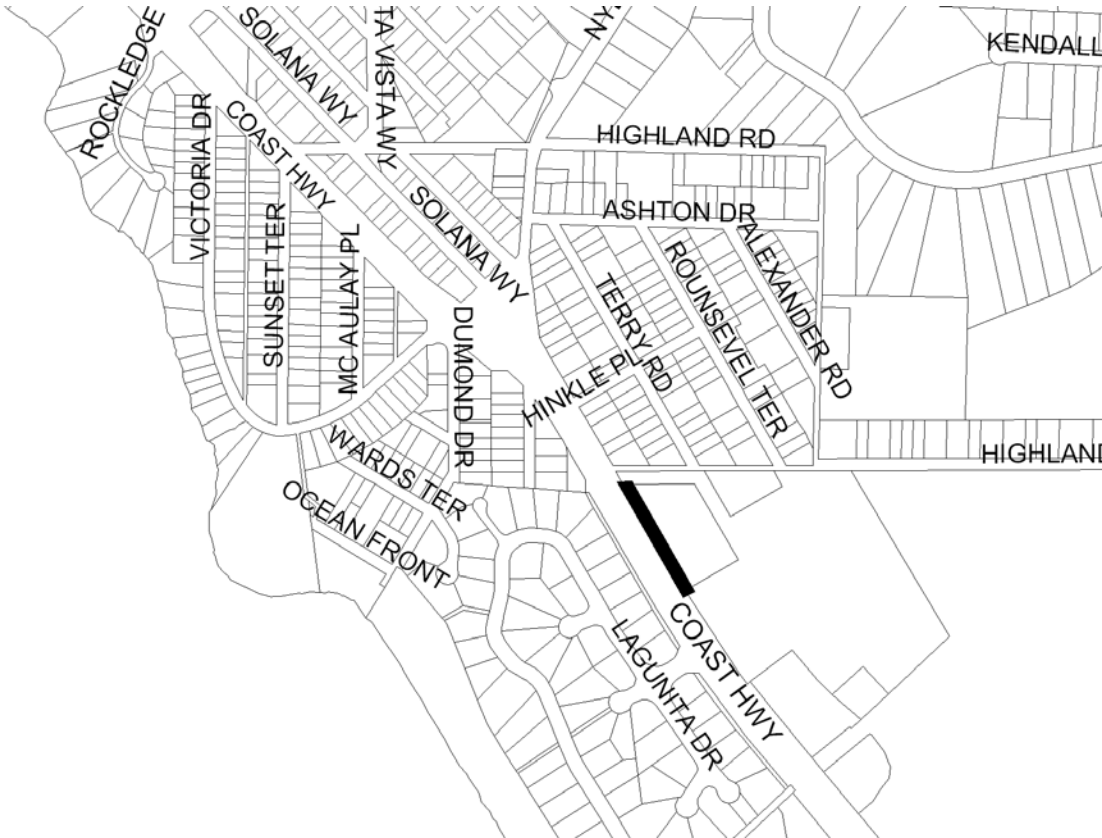 ROCKLEDGE
SOLANA WY
TA VISTA WY
NY
KENDALL
VICTORIA DR
COAST HWY
HIGHLAND RD
SUNSET TER
MC AULAY PL
SOLANA WY
ASHTON DR
ALEXANDER RD
ROUNSEVEL TER
TERRY RD
DUMOND DR
HINKLE PL
WARDS TER
HIGHLAND
OCEAN FRONT
LAGUNITA DR
COAST HWY